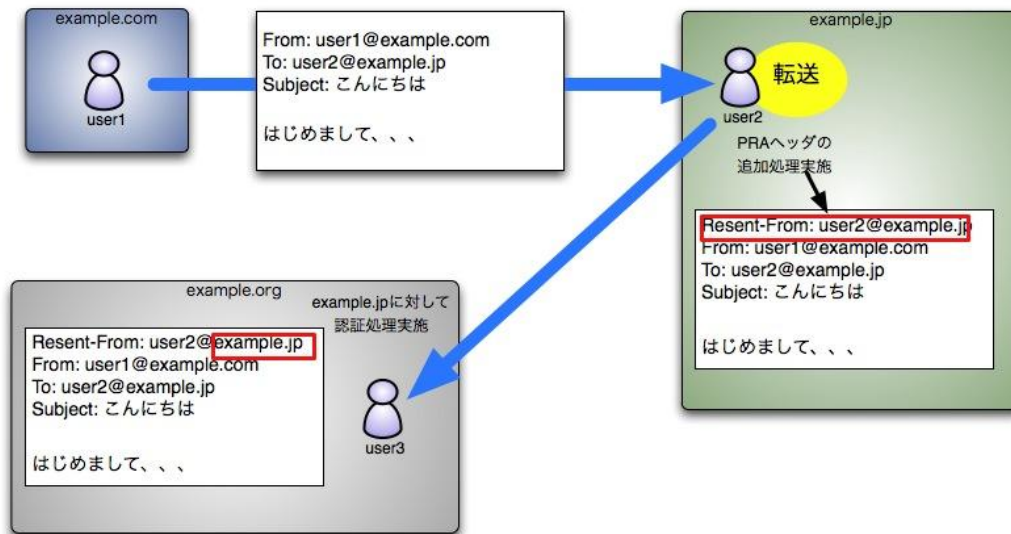 example.com
user1
From: user1@example.com
To: user2@example.jp
Subject: こんにちは
はじめまして、、、
example.jp
転送
user2
PRAヘッダの
追加処理実施
Resent-From: user2@example.jp
From: user1@example.com
To: user2@example.jp
Subject: こんにちは
はじめまして、、、
example.org
example.jpに対して
認証処理実施
Resent-From: user2@example.jp
From: user1@example.com
To: user2@example.jp
Subject: こんにちは
はじめまして、、、
user3